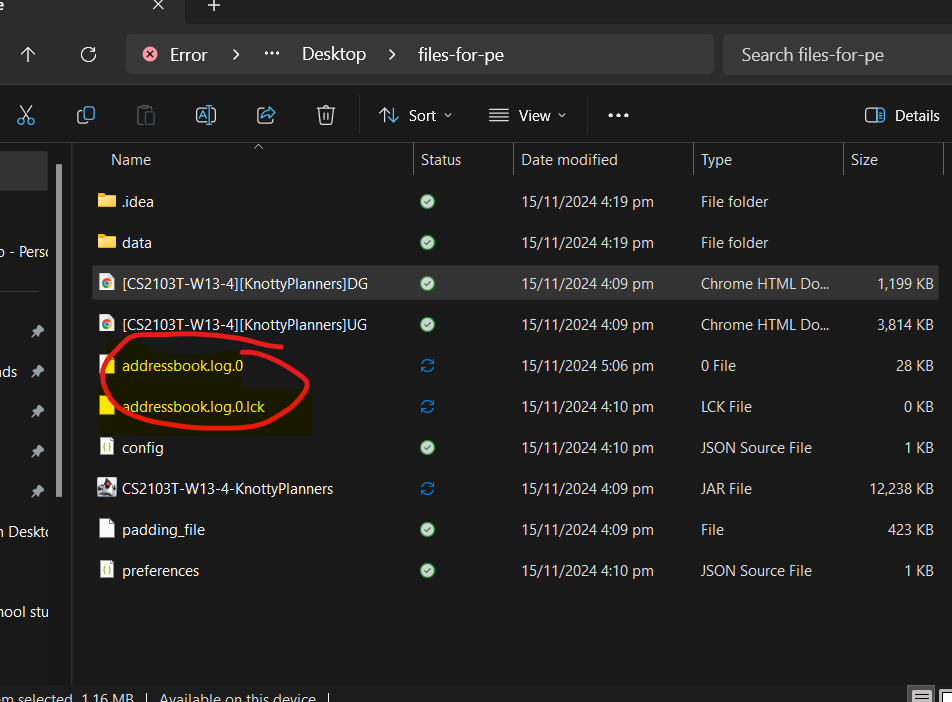 Error > ... Desktop > files-for-pe Search files-for-pe
Sort View ... Details
Name Status Date modified Type Size
.idea 15/11/2024 4:19 pm File folder
data 15/11/2024 4:19 pm File folder
[CS2103T-W13-4][KnottyPlanners]DG 15/11/2024 4:09 pm Chrome HTML Do... 1,199 KB
[CS2103T-W13-4][KnottyPlanners]UG 15/11/2024 4:09 pm Chrome HTML Do... 3,814 KB
addressbook.log.0 15/11/2024 5:06 pm 0 File 28 KB
addressbook.log.0.lck 15/11/2024 4:10 pm LCK File 0 KB
config 15/11/2024 4:10 pm JSON Source File 1 KB
CS2103T-W13-4-KnottyPlanners 15/11/2024 4:09 pm JAR File 12,238 KB
padding_file 15/11/2024 4:09 pm File 423 KB
preferences 15/11/2024 4:10 pm JSON Source File 1 KB
selected 1.16 MB Available on this device